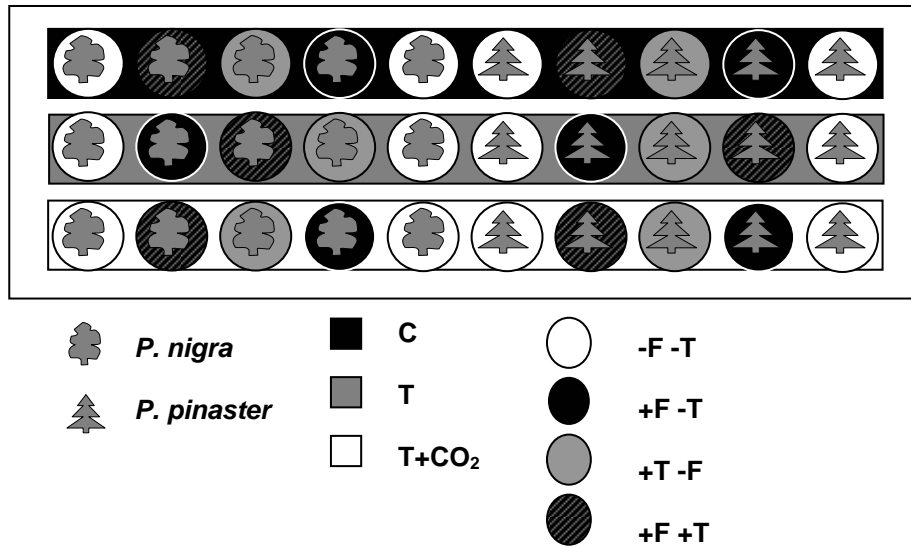 P. nigra
P. pinaster
C
T
T+CO₂
-F -T
+F -T
+T -F
+F +T